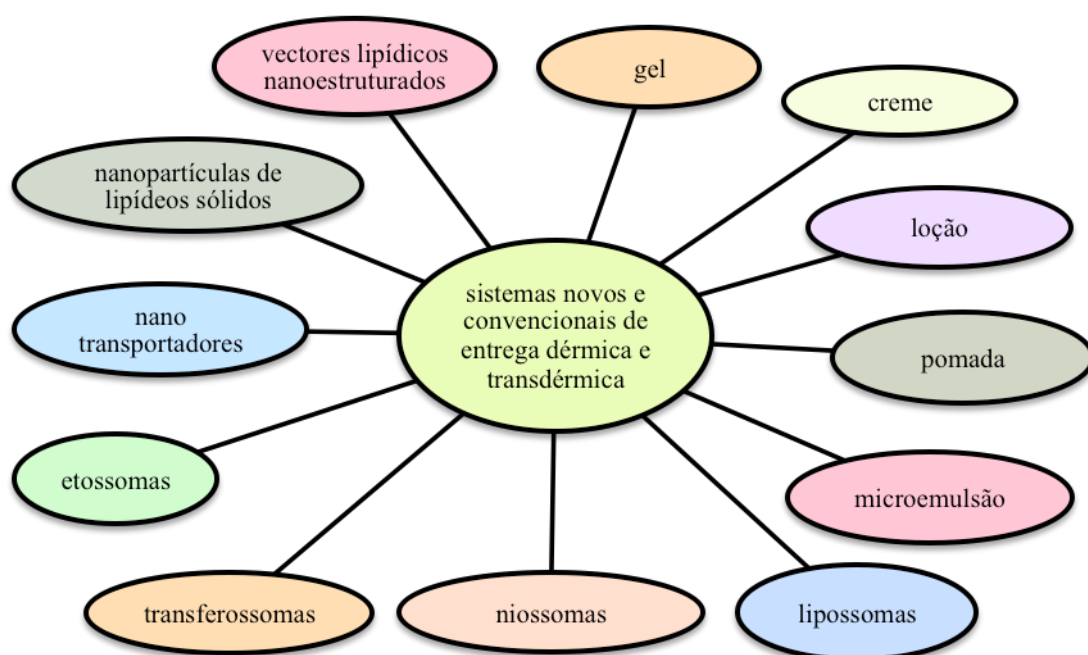 vectores lipídicos
nanoestruturados
gel
creme
nanopartículas de
lipídeos sólidos
loção
sistemas novos e
convencionais de
entrega dérmica e
transdérmica
nano
transportadores
pomada
etossomas
microemulsão
transferossomas
niossomas
lipossomas